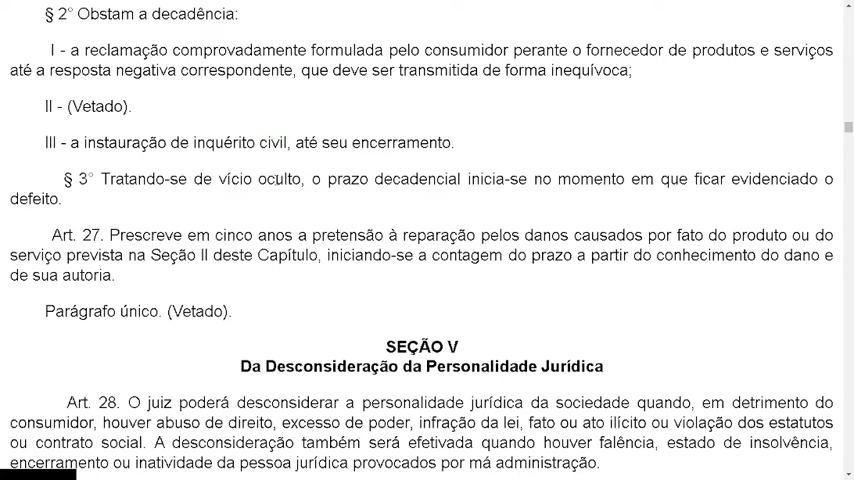 § 2° Obstam a decadência:
I - a reclamação comprovadamente formulada pelo consumidor perante o fornecedor de produtos e serviços
até a resposta negativa correspondente, que deve ser transmitida de forma inequívoca;
II - (Vetado).
III - a instauração de inquérito civil, até seu encerramento.
§ 3° Tratando-se de vício oculto, o prazo decadencial inicia-se no momento em que ficar evidenciado o
defeito.
Art. 27. Prescreve em cinco anos a pretensão à reparação pelos danos causados por fato do produto ou do
serviço prevista na Seção II deste Capítulo, iniciando-se a contagem do prazo a partir do conhecimento do dano e
de sua autoria.
Parágrafo único. (Vetado).
SEÇÃO V
Da Desconsideração da Personalidade Jurídica
Art. 28. O juiz poderá desconsiderar a personalidade jurídica da sociedade quando, em detrimento do
consumidor, houver abuso de direito, excesso de poder, infração da lei, fato ou ato ilícito ou violação dos estatutos
ou contrato social. A desconsideração também será efetivada quando houver falência, estado de insolvência,
encerramento ou inatividade da pessoa jurídica provocados por má administração.